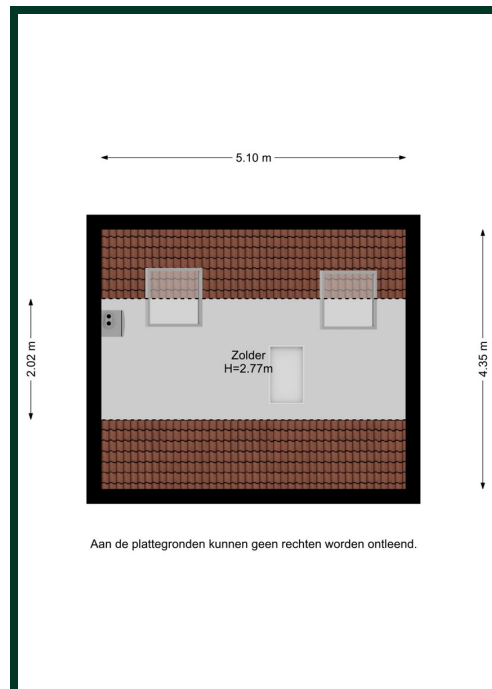 5.10 m
2.02 m
4.35 m
Zolder
H=2.77m
Aan de plattegronden kunnen geen rechten worden ontleend.